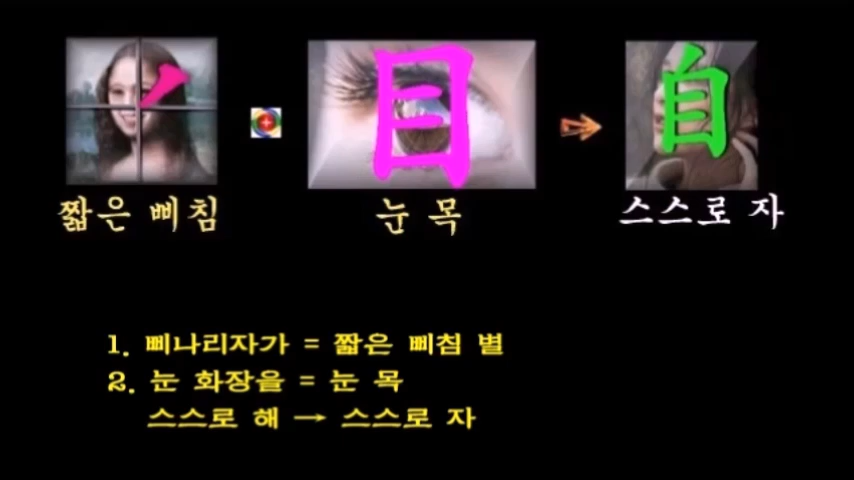 丿 目 自
짧은 삐침 눈 목 스스로 자
1. 삐나리자가 = 짧은 삐침 별
2. 눈 화장을 = 눈 목
스스로 해 → 스스로 자